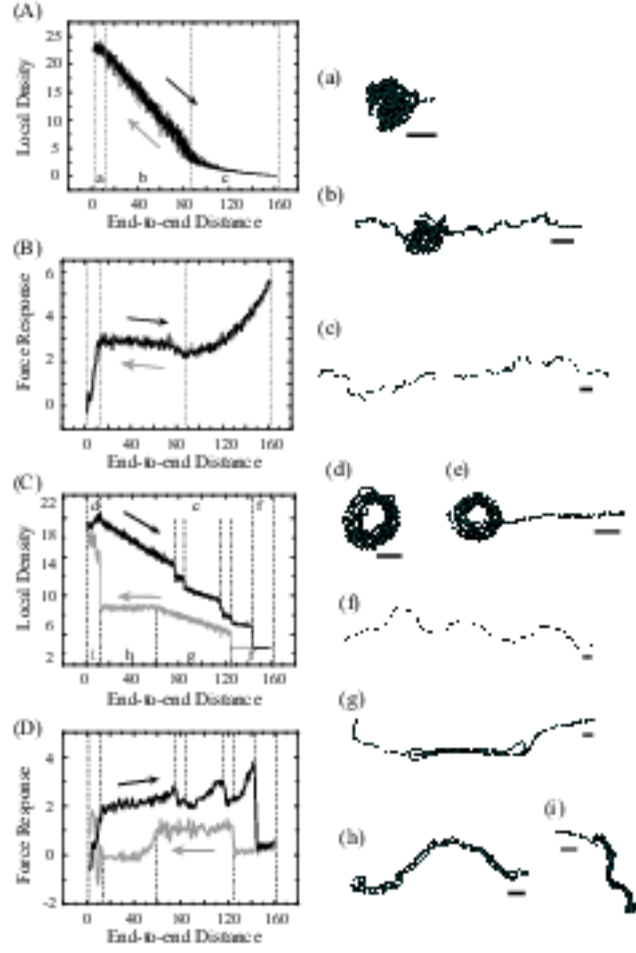 (A)
Local Density
25
20
15
10
5
0
a b c
0 40 80 120 160
End-to-end Distance
(B)
Force Response
6
4
2
0
0 40 80 120 160
End-to-end Distance
(C)
Local Density
22
18
14
10
6
2
d e f
i h g f
0 40 80 120 160
End-to-end Distance
(D)
Force Response
4
2
0
-2
0 40 80 120 160
End-to-end Distance
(a)
(b)
(c)
(d) (e)
(f)
(g)
(h) (i)